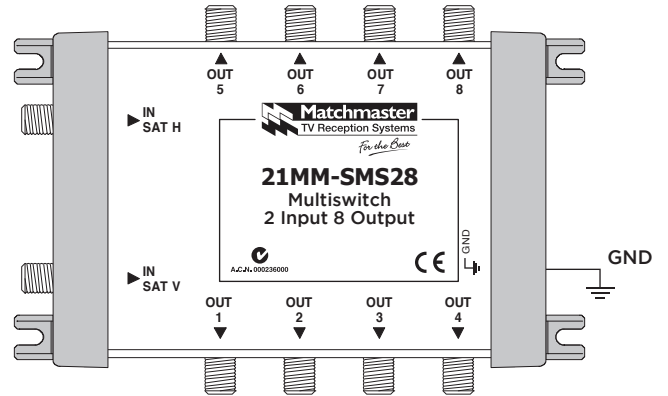 OUT 5
OUT 6
OUT 7
OUT 8
IN SAT H
Matchmaster
TV Reception Systems
For the Best
21MM-SMS28
Multiswitch
2 Input 8 Output
GND
A.C.N. 000236000
CE
IN SAT V
GND
OUT 1
OUT 2
OUT 3
OUT 4